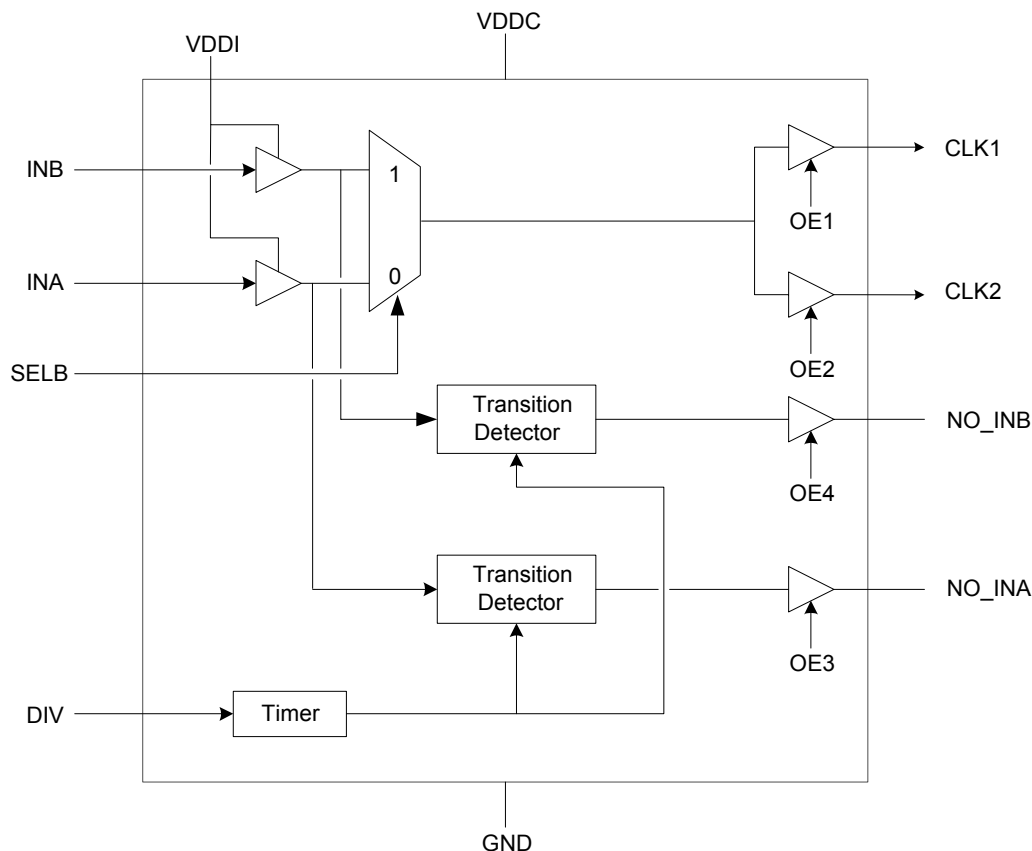 VDDC
VDDI
INB
1
CLK1
OE1
INA
0
CLK2
SELB
OE2
Transition
Detector
NO_INB
OE4
Transition
Detector
NO_INA
OE3
DIV
Timer
GND